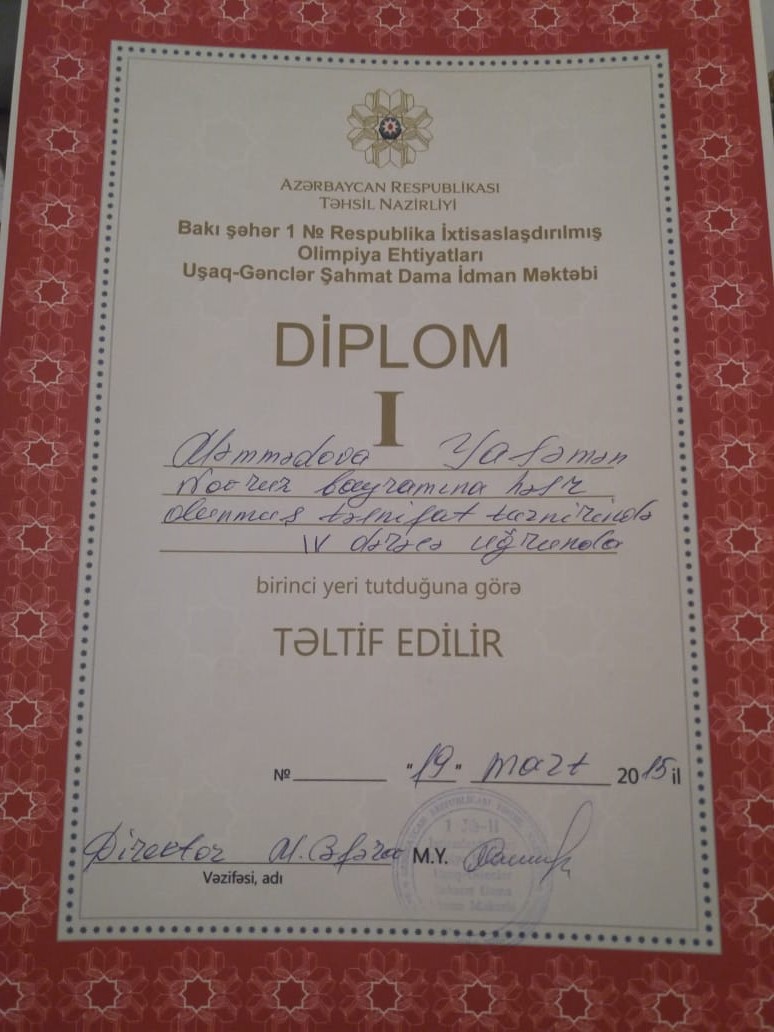 AZƏRBAYCAN RESPUBLİKASI
TƏHSİL NAZİRLİYİ
Bakı şəhər 1 № Respublika İxtisaslaşdırılmış
Olimpiya Ehtiyatları
Uşaq-Gənclər Şahmat Dama İdman Məktəbi
DİPLOM
I
Məmmədova Yasəmən
Novruz bayramına həsr
olunmuş təsnifat turnirində
IV dərəcə uğrunda
birinci yeri tutduğuna görə
TƏLTİF EDİLİR
№ "19" mart 2015 il
Direktor M. M.Y.
Vəzifəsi, adı